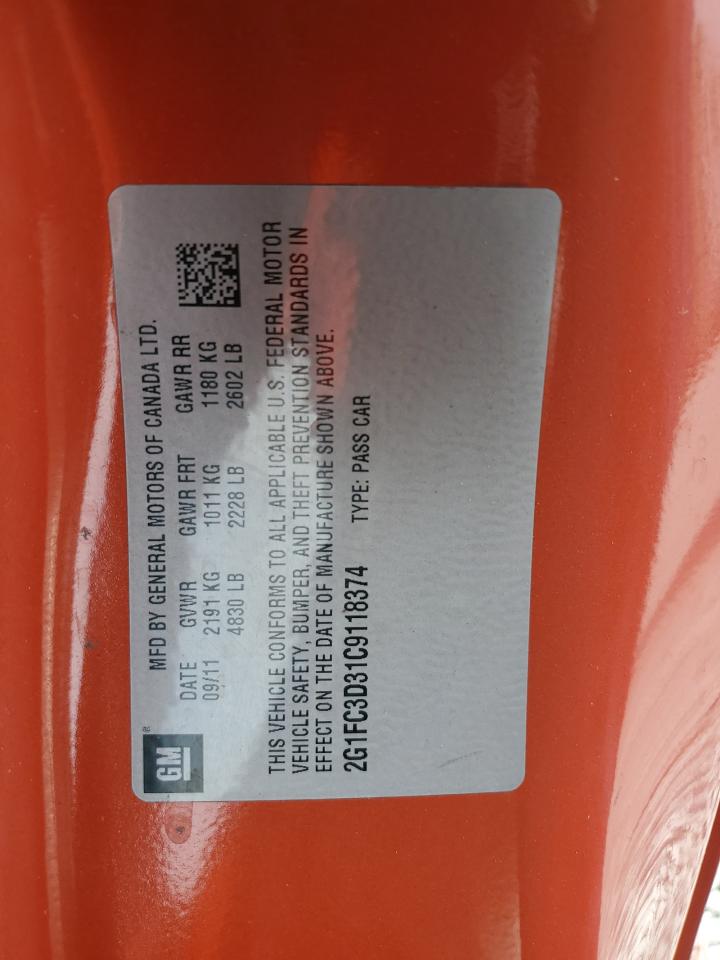 GM®
MFD BY GENERAL MOTORS OF CANADA LTD.
DATE GVWR GAWR FRT GAWR RR
09/11 2191 KG 1011 KG 1180 KG
4830 LB 2228 LB 2602 LB
THIS VEHICLE CONFORMS TO ALL APPLICABLE U.S. FEDERAL MOTOR
VEHICLE SAFETY, BUMPER, AND THEFT PREVENTION STANDARDS IN
EFFECT ON THE DATE OF MANUFACTURE SHOWN ABOVE.
2G1FC3D31C9118374 TYPE: PASS CAR